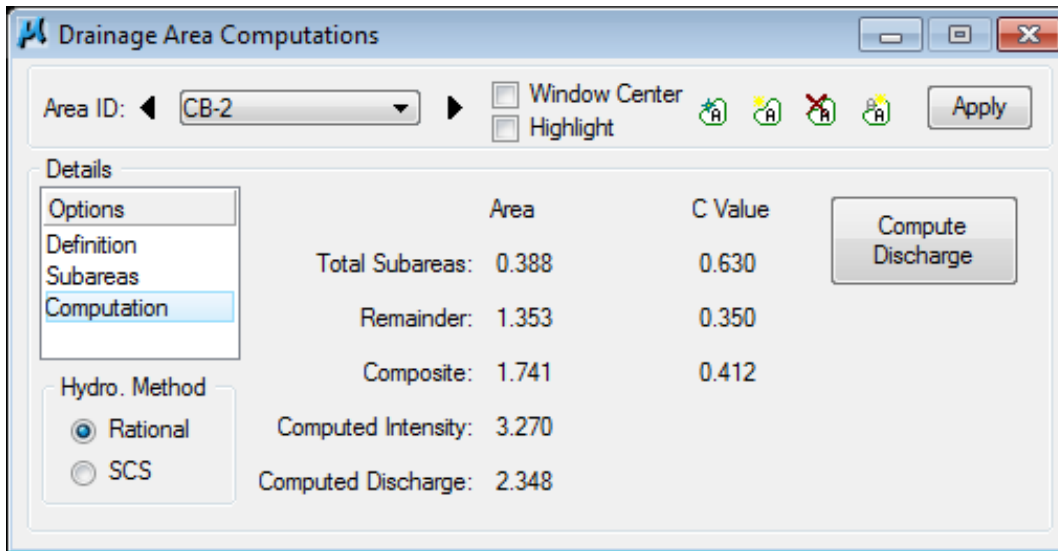 Drainage Area Computations
Area ID: CB-2 Window Center Apply
Highlight
Details
Options
Definition
Subareas
Computation
Area C Value
Total Subareas: 0.388 0.630
Remainder: 1.353 0.350
Composite: 1.741 0.412
Computed Intensity: 3.270
Computed Discharge: 2.348
Compute
Discharge
Hydro. Method
Rational
SCS